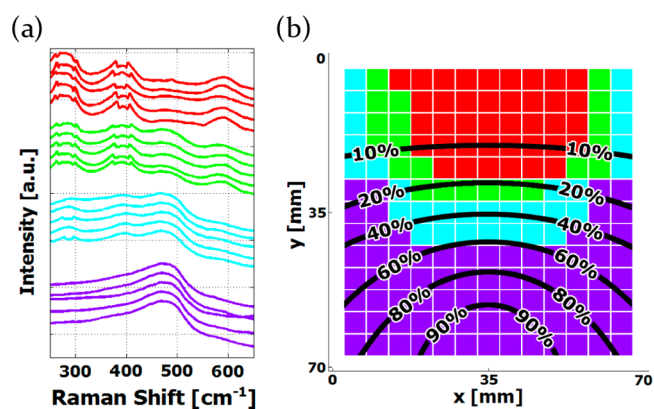 (a)
Intensity [a.u.]
300 400 500 600
Raman Shift [cm⁻¹]
(b)
0
35
70
y [mm]
10% 10%
20% 20%
40% 40%
60% 60%
80% 80%
90% 90%
0 35 70
x [mm]